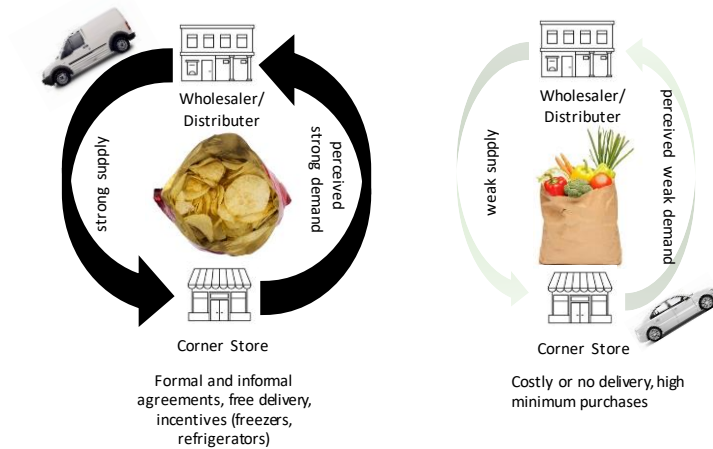 Wholesaler/
Distributer
strong supply
perceived
strong demand
Corner Store
Formal and informal
agreements, free delivery,
incentives (freezers,
refrigerators)
Wholesaler/
Distributer
weak supply
perceived weak demand
Corner Store
Costly or no delivery, high
minimum purchases